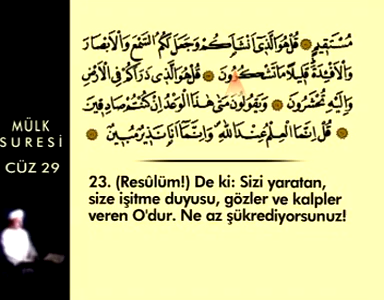 مُسْتَقِيمٍ ۞ قُلْ هُوَ الَّذِي أَنْشَأَكُمْ وَجَعَلَ لَكُمُ السَّمْعَ وَالْأَبْصَارَ
وَالْأَفْئِدَةَ قَلِيلًا مَا تَشْكُرُونَ ۞ قُلْ هُوَ الَّذِي ذَرَأَكُمْ فِي الْأَرْضِ
وَإِلَيْهِ تُحْشَرُونَ ۞ وَيَقُولُونَ مَتَى هَذَا الْوَعْدُ إِنْ كُنْتُمْ صَادِقِينَ
۞ قُلْ إِنَّمَا الْعِلْمُ عِنْدَ اللَّهِ وَإِنَّمَا أَنَا نَذِيرٌ مُبِينٌ ۞
MÜLK
SURESİ
CÜZ 29
23. (Resûlüm!) De ki: Sizi yaratan,
size işitme duyusu, gözler ve kalpler
veren O'dur. Ne az şükrediyorsunuz!